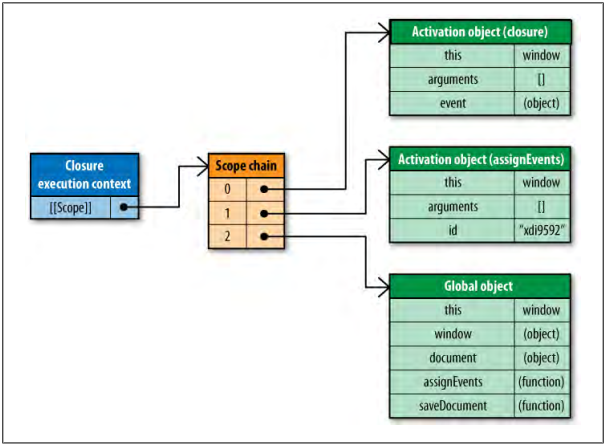 Activation object (closure)
this window
arguments []
event (object)
Closure
execution context
[[Scope]]
Scope chain
0
1
2
Activation object (assignEvents)
this window
arguments []
id "xdi9592"
Global object
this window
window (object)
document (object)
assignEvents (function)
saveDocument (function)